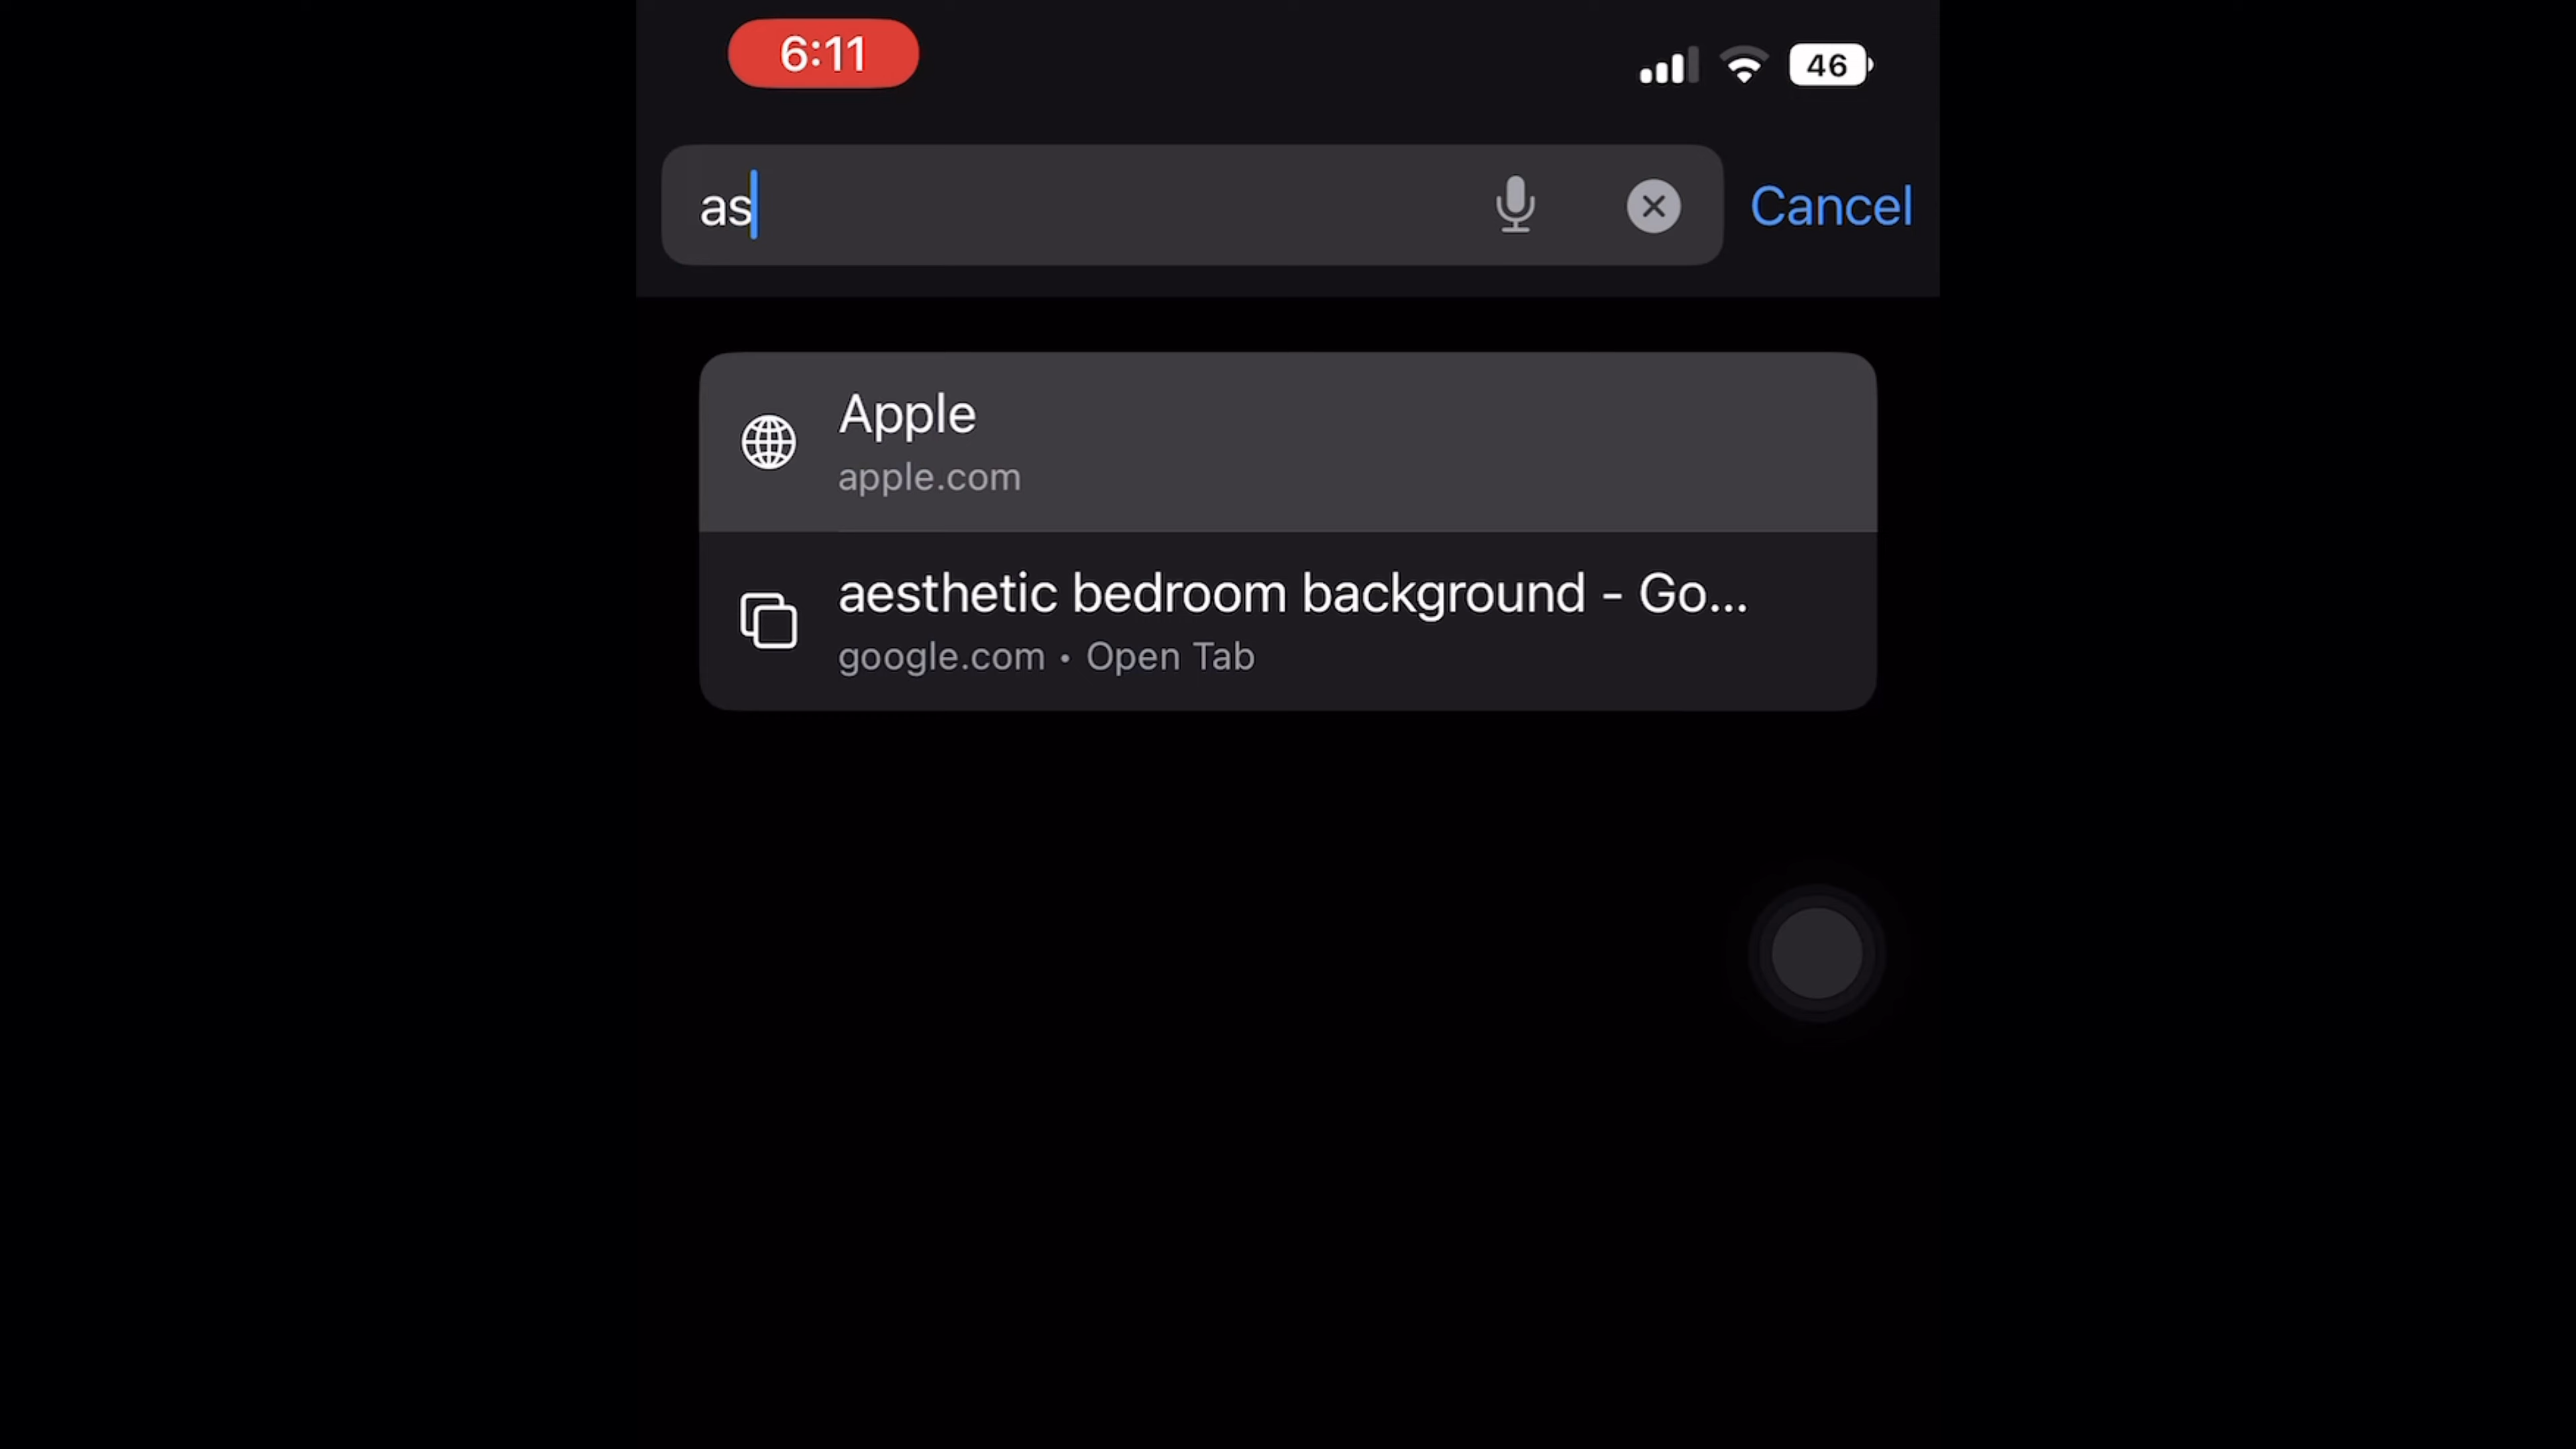 6:11
46
as
Cancel
Apple
apple.com
aesthetic bedroom background - Go...
google.com • Open Tab